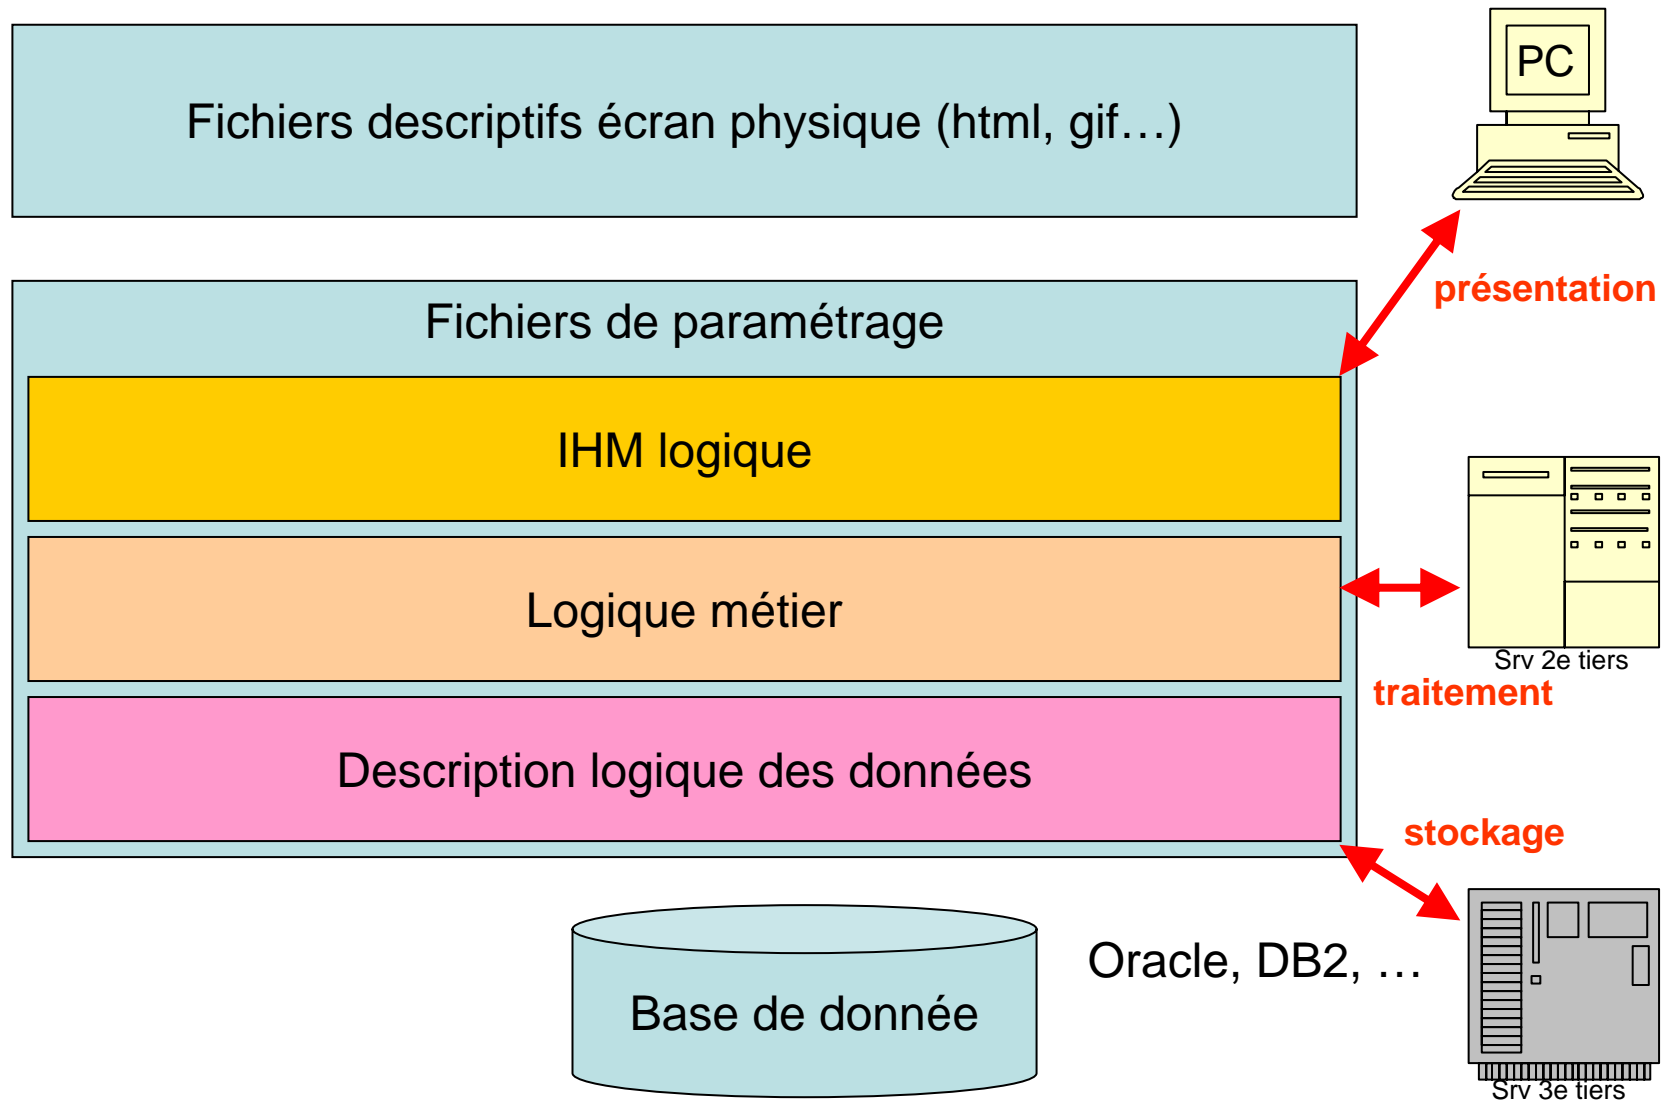 Fichiers descriptifs écran physique (html, gif…)
PC
présentation
Fichiers de paramétrage
IHM logique
Logique métier
Srv 2e tiers
traitement
Description logique des données
stockage
Oracle, DB2, …
Base de donnée
Srv 3e tiers